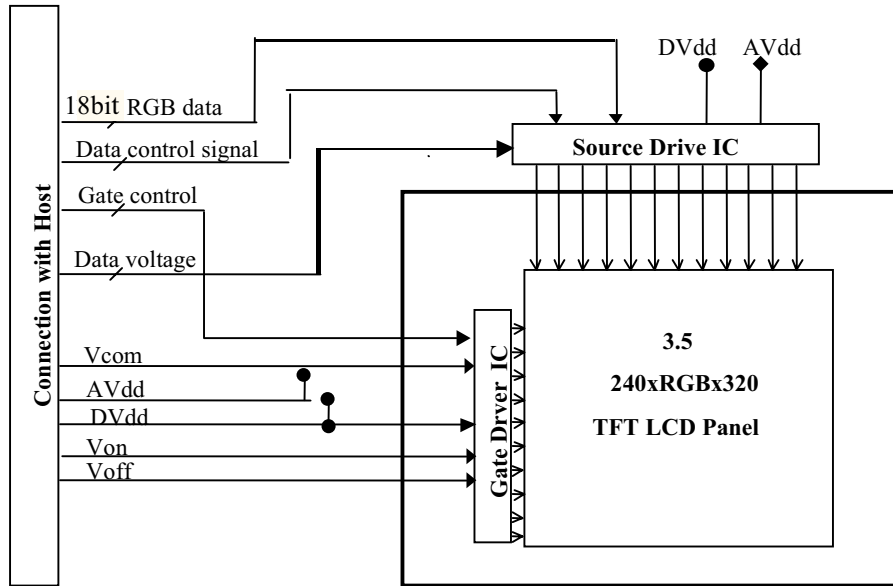 DVdd
AVdd
18bit RGB data
Data control signal
Source Drive IC
Gate control
Data voltage
Connection with Host
Vcom
AVdd
DVdd
Von
Voff
Gate Drver IC
3.5
240xRGBx320
TFT LCD Panel